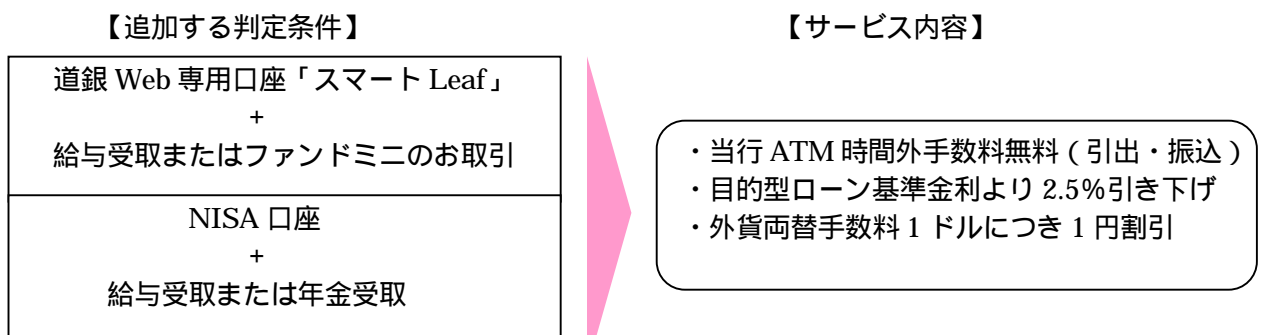 【追加する判定条件】
道銀 Web 専用口座「スマート Leaf」
+
給与受取またはファンドミニのお取引
NISA 口座
+
給与受取または年金受取
【サービス内容】
・当行 ATM 時間外手数料無料（引出・振込）
・目的型ローン基準金利より 2.5%引き下げ
・外貨両替手数料 1 ドルにつき 1 円割引